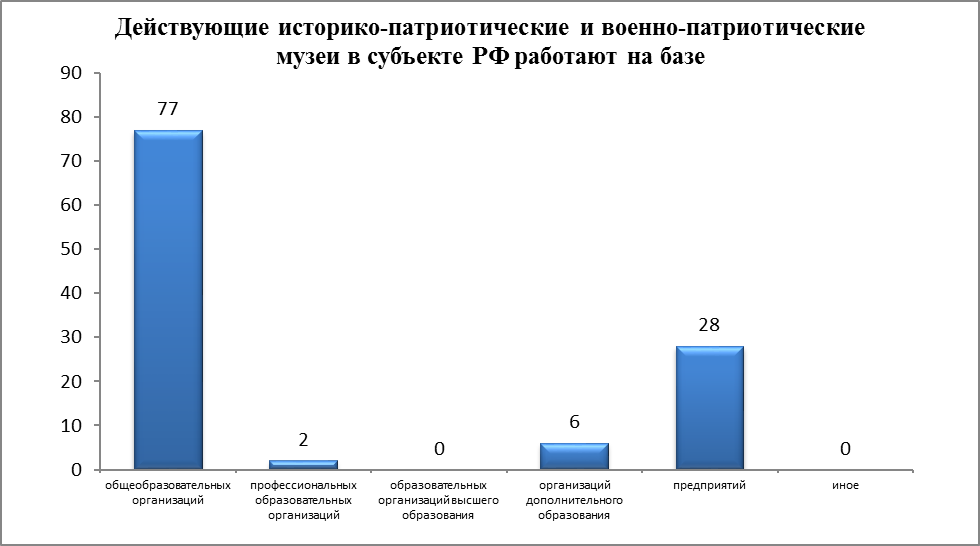 Действующие историко-патриотические и военно-патриотические
музеи в субъекте РФ работают на базе
90
80
70
60
50
40
30
20
10
0
77
2
0
6
28
0
общеобразовательных
организаций
профессиональных
образовательных
организаций
образовательных
организаций высшего
образования
организаций
дополнительного
образования
предприятий
иное